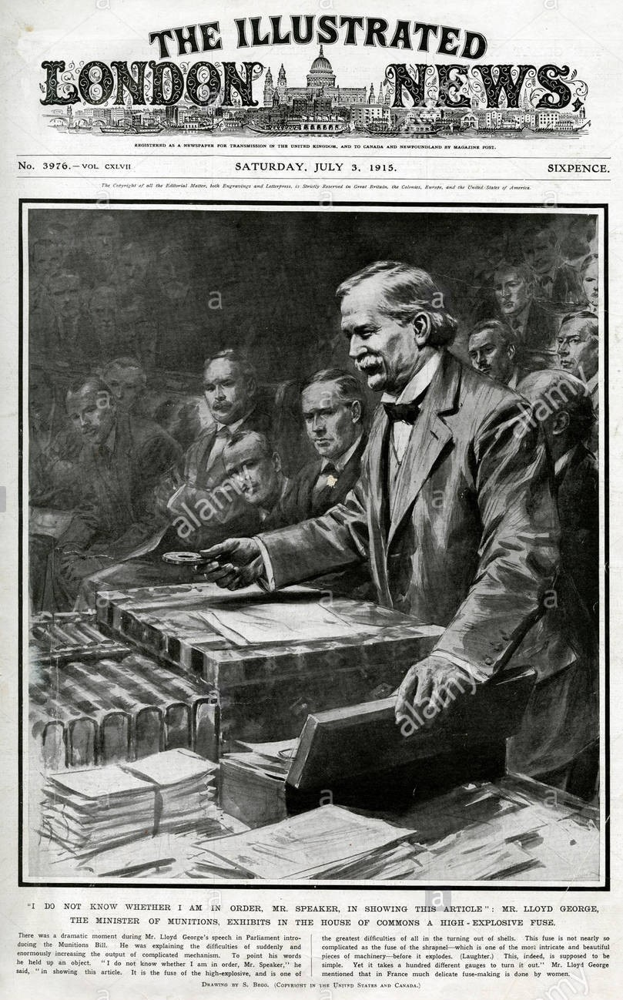 THE ILLUSTRATED
LONDON NEWS.
REGISTERED AS A NEWSPAPER FOR TRANSMISSION IN THE UNITED KINGDOM, AND TO CANADA AND NEWFOUNDLAND BY MAGAZINE POST.
No. 3976.—VOL. CXLVII SATURDAY, JULY 3, 1915. SIXPENCE.
The Copyright of all the Editorial Matter, both Engravings and Letterpress, is Strictly Reserved in Great Britain, the Colonies, Europe, and the United States of America.
a
alamy
alamy
alamy
"I DO NOT KNOW WHETHER I AM IN ORDER, MR. SPEAKER, IN SHOWING THIS ARTICLE": MR. LLOYD GEORGE,
THE MINISTER OF MUNITIONS, EXHIBITS IN THE HOUSE OF COMMONS A HIGH-EXPLOSIVE FUSE.
There was a dramatic moment during Mr. Lloyd George's speech in Parliament intro-
ducing the Munitions Bill. He was explaining the difficulties of suddenly and
enormously increasing the output of complicated mechanism. To point his words
he held up an object. "I do not know whether I am in order, Mr. Speaker," he
said, "in showing this article. It is the fuse of the high-explosive, and is one of
the greatest difficulties of all in the turning out of shells. This fuse is not nearly so
complicated as the fuse of the shrapnel—which is one of the most intricate and beautiful
pieces of machinery—before it explodes. (Laughter.) This, indeed, is supposed to be
simple. Yet it takes a hundred different gauges to turn it out." Mr. Lloyd George
mentioned that in France much delicate fuse-making is done by women.
DRAWING BY S. BEGG. (COPYRIGHT IN THE UNITED STATES AND CANADA.)